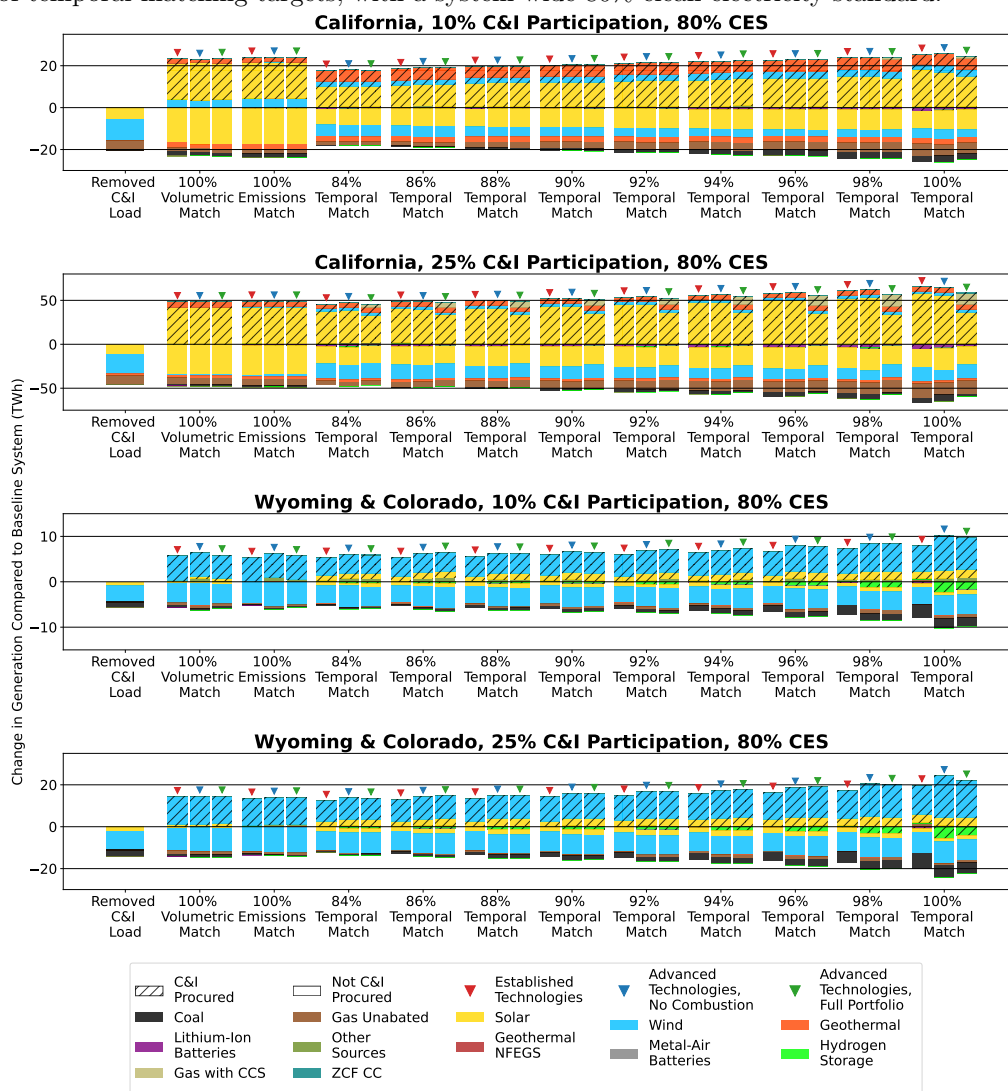 of temporal matching targets, with a system-wide 80% clean electricity standard.
California, 10% C&I Participation, 80% CES
20
0
−20
Removed C&I Load
100% Volumetric Match
100% Emissions Match
84% Temporal Match
86% Temporal Match
88% Temporal Match
90% Temporal Match
92% Temporal Match
94% Temporal Match
96% Temporal Match
98% Temporal Match
100% Temporal Match
California, 25% C&I Participation, 80% CES
50
0
−50
Removed C&I Load
100% Volumetric Match
100% Emissions Match
84% Temporal Match
86% Temporal Match
88% Temporal Match
90% Temporal Match
92% Temporal Match
94% Temporal Match
96% Temporal Match
98% Temporal Match
100% Temporal Match
Change in Generation Compared to Baseline System (TWh)
Wyoming & Colorado, 10% C&I Participation, 80% CES
10
0
−10
Removed C&I Load
100% Volumetric Match
100% Emissions Match
84% Temporal Match
86% Temporal Match
88% Temporal Match
90% Temporal Match
92% Temporal Match
94% Temporal Match
96% Temporal Match
98% Temporal Match
100% Temporal Match
Wyoming & Colorado, 25% C&I Participation, 80% CES
20
0
−20
Removed C&I Load
100% Volumetric Match
100% Emissions Match
84% Temporal Match
86% Temporal Match
88% Temporal Match
90% Temporal Match
92% Temporal Match
94% Temporal Match
96% Temporal Match
98% Temporal Match
100% Temporal Match
C&I Procured
Coal
Lithium-Ion Batteries
Gas with CCS
Not C&I Procured
Gas Unabated
Other Sources
ZCF CC
Established Technologies
Solar
Geothermal NFEGS
Advanced Technologies, No Combustion
Wind
Metal-Air Batteries
Advanced Technologies, Full Portfolio
Geothermal
Hydrogen Storage